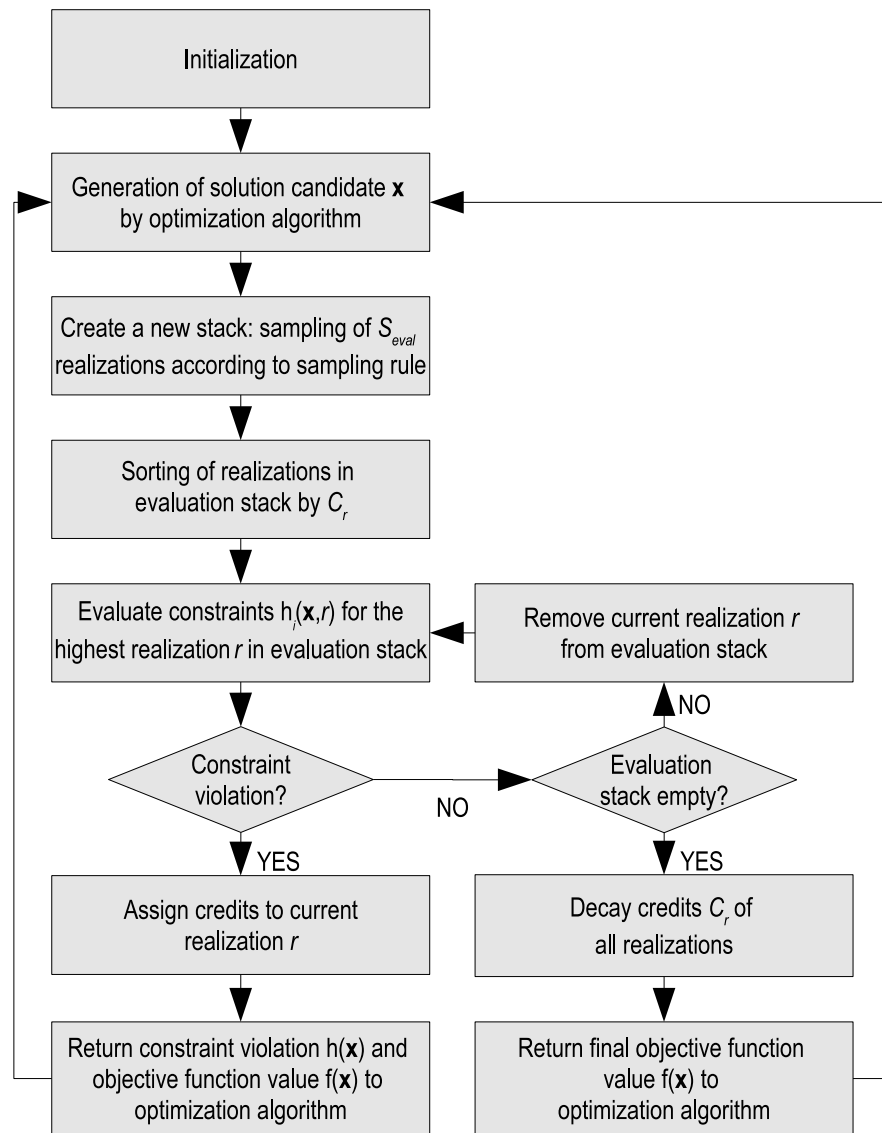 Initialization
Generation of solution candidate x
by optimization algorithm
Create a new stack: sampling of S_eval
realizations according to sampling rule
Sorting of realizations in
evaluation stack by C_r
Evaluate constraints h_i(x,r) for the
highest realization r in evaluation stack
Remove current realization r
from evaluation stack
NO
Constraint
violation?
NO
Evaluation
stack empty?
YES
YES
Assign credits to current
realization r
Decay credits C_r of
all realizations
Return constraint violation h(x) and
objective function value f(x) to
optimization algorithm
Return final objective function
value f(x) to
optimization algorithm